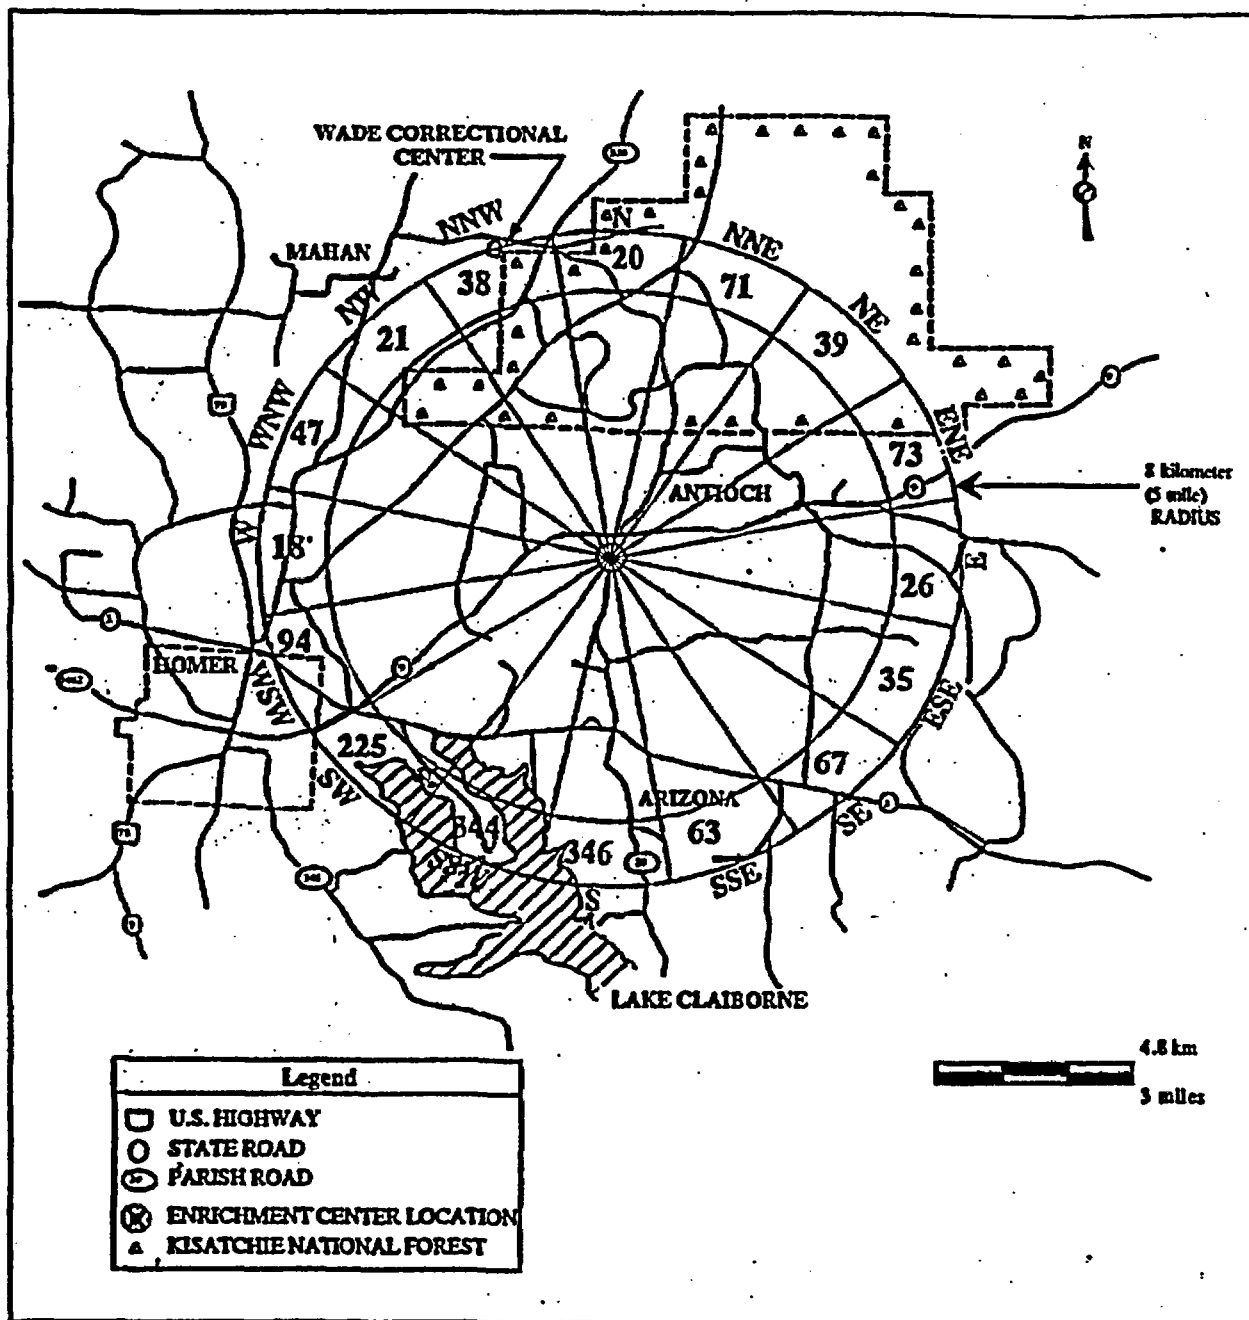 N
WADE CORRECTIONAL
CENTER
NNW
N
NNE
MAHAN
20
38
71
NW
NE
21
39
WNW
47
ENE
73
8 kilometer
(5 mile)
RADIUS
ANTIOCH
W
18
E
26
94
HOMER
WSW
35
ESE
225
67
SW
ARIZONA
SE
344
63
346
SSW
SSE
S
LAKE CLAIBORNE
4.8 km
3 miles
Legend
U.S. HIGHWAY
STATE ROAD
PARISH ROAD
ENRICHMENT CENTER LOCATION
KISATCHIE NATIONAL FOREST